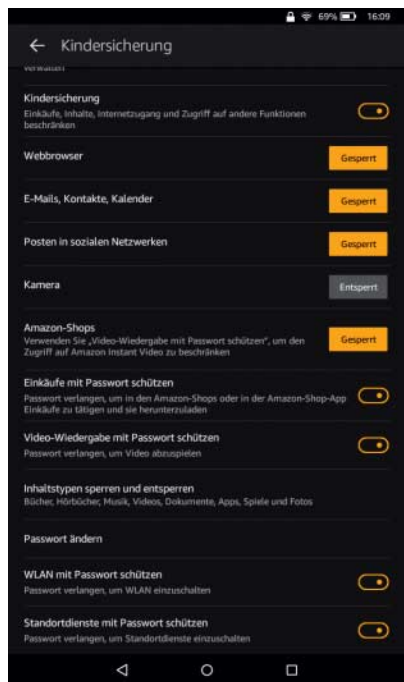 69% 16:09
Kindersicherung
verwalten
Kindersicherung
Einkäufe, Inhalte, Internetzugang und Zugriff auf andere Funktionen
beschränken
Webbrowser
Gesperrt
E-Mails, Kontakte, Kalender
Gesperrt
Posten in sozialen Netzwerken
Gesperrt
Kamera
Entsperrt
Amazon-Shops
Verwenden Sie „Video-Wiedergabe mit Passwort schützen“, um den
Zugriff auf Amazon Instant Video zu beschränken
Gesperrt
Einkäufe mit Passwort schützen
Passwort verlangen, um in den Amazon-Shops oder in der Amazon-Shop-App
Einkäufe zu tätigen und sie herunterzuladen
Video-Wiedergabe mit Passwort schützen
Passwort verlangen, um Video abzuspielen
Inhaltstypen sperren und entsperren
Bücher, Hörbücher, Musik, Videos, Dokumente, Apps, Spiele und Fotos
Passwort ändern
WLAN mit Passwort schützen
Passwort verlangen, um WLAN einzuschalten
Standortdienste mit Passwort schützen
Passwort verlangen, um Standortdienste einzuschalten